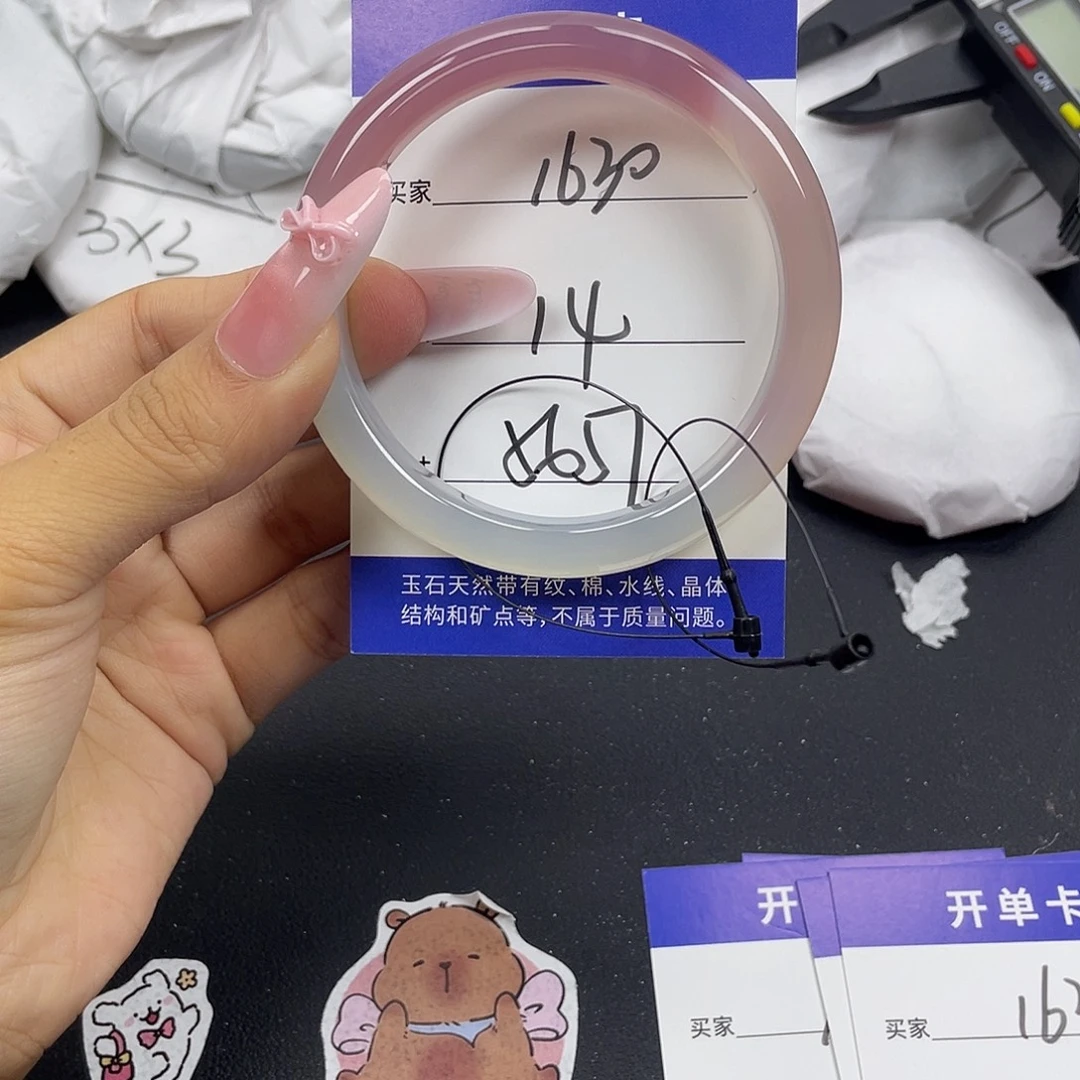 OFF
ON
3X3
买家 1630
14
8657
玉石天然带有纹、棉、水线、晶体
结构和矿点等,不属于质量问题。
开
开单卡
买家
买家 163